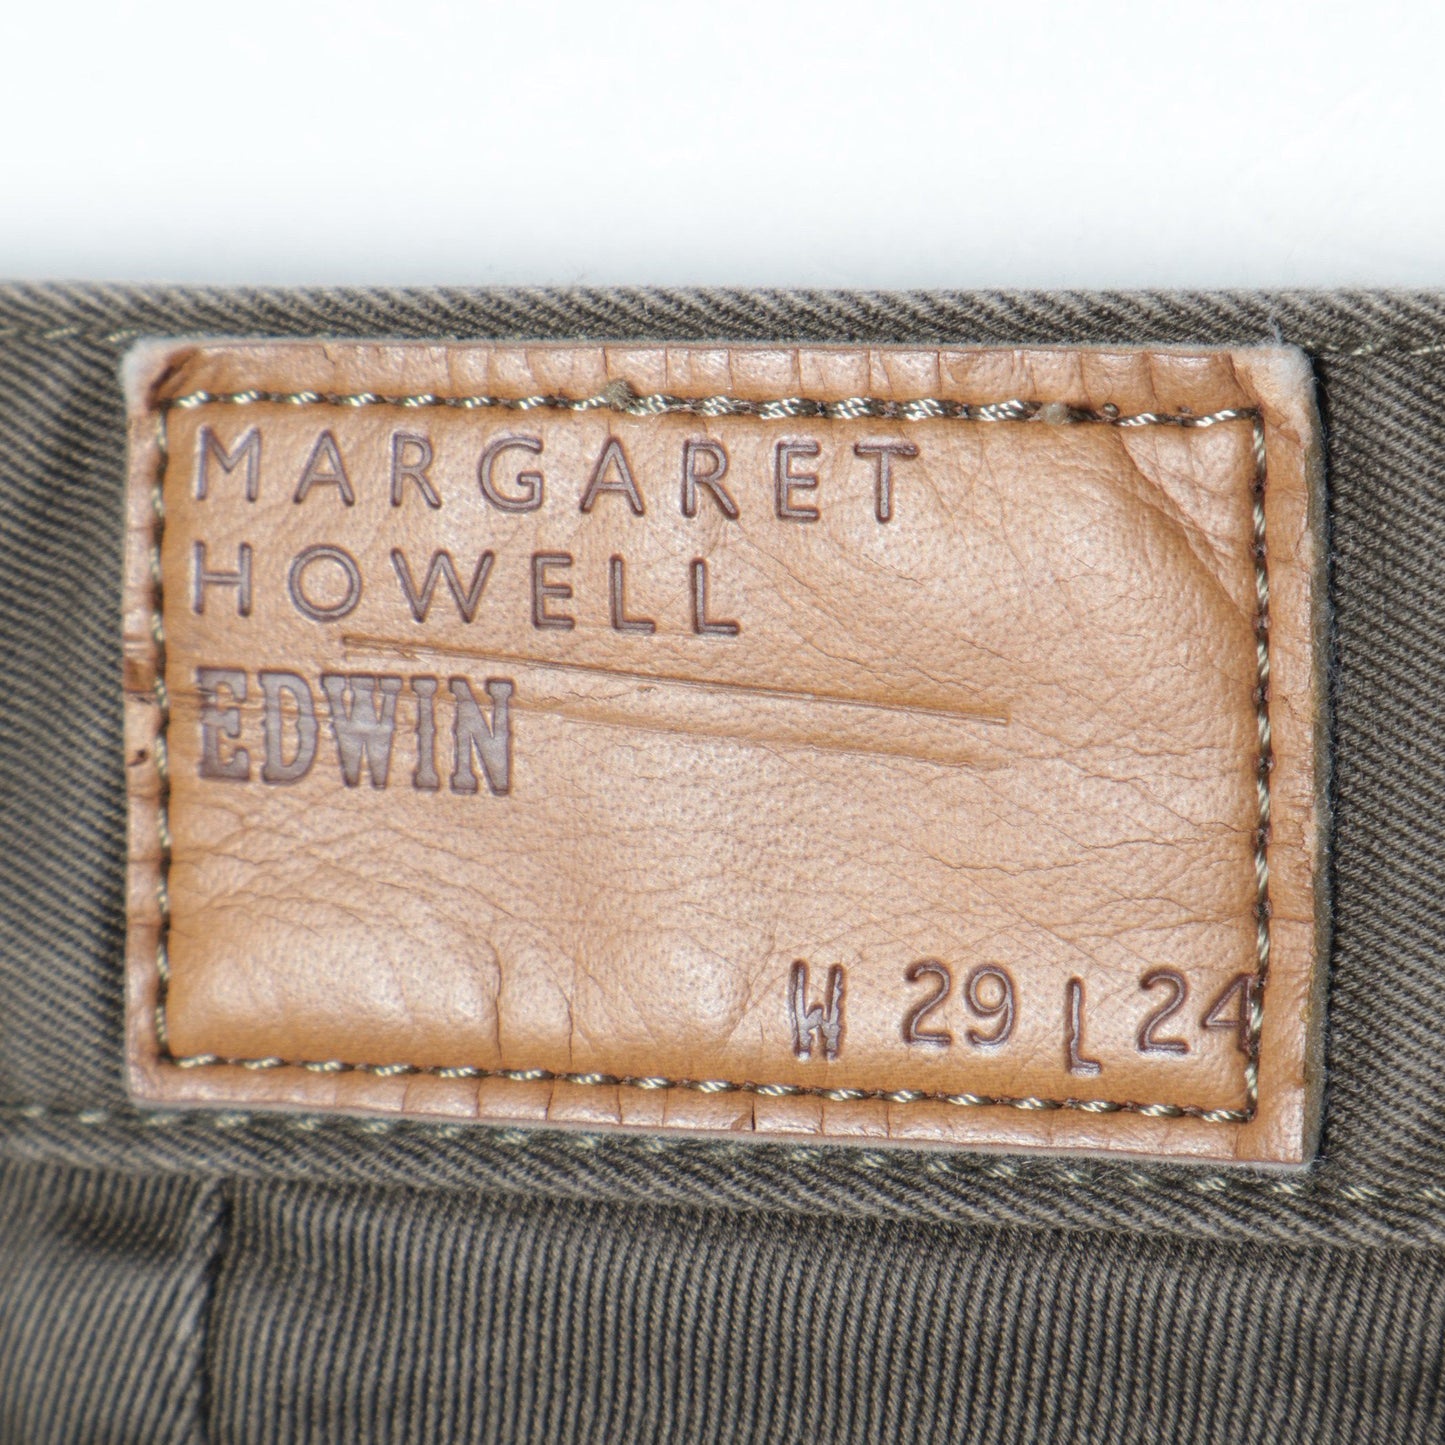 MARGARET
HOWELL
EDWIN
W 29 L 24